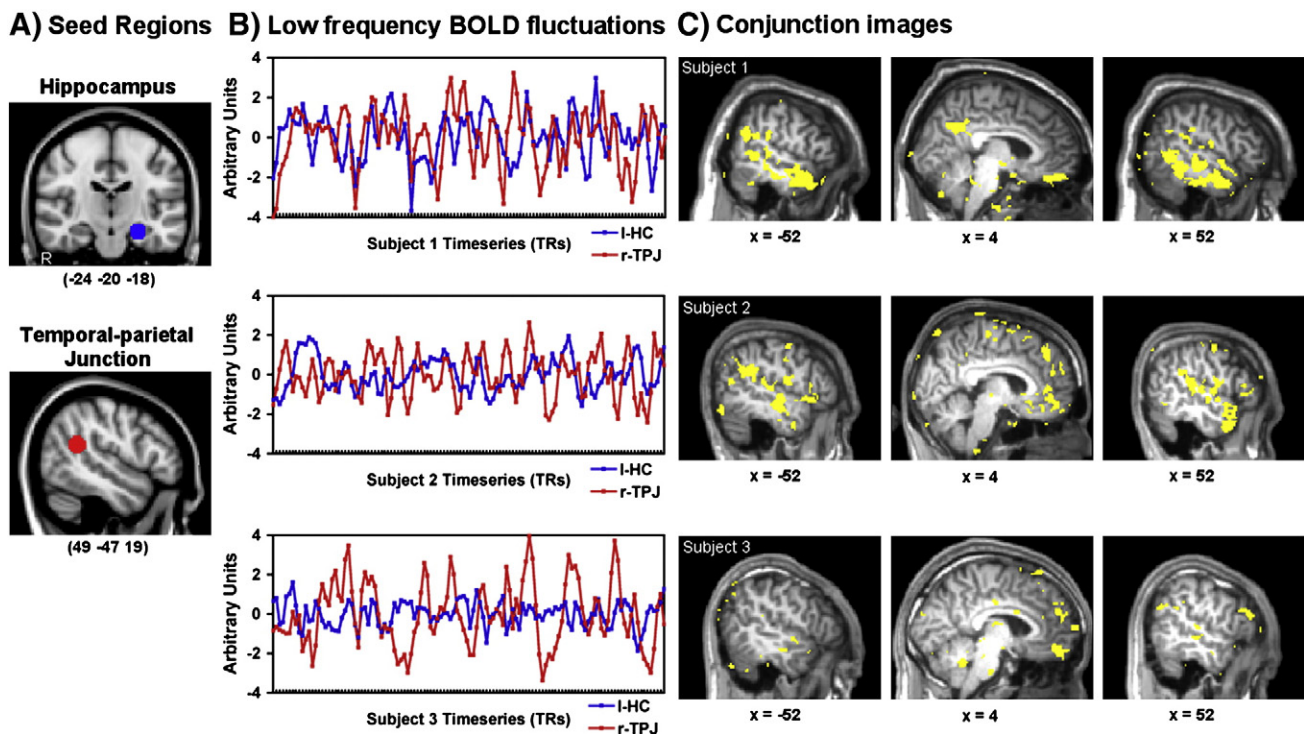 A) Seed Regions
Hippocampus
R
(-24 -20 -18)
Temporal-parietal
Junction
(49 -47 19)
B) Low frequency BOLD fluctuations
4
2
0
-2
-4
Arbitrary Units
Subject 1 Timeseries (TRs)
l-HC
r-TPJ
4
2
0
-2
-4
Arbitrary Units
Subject 2 Timeseries (TRs)
l-HC
r-TPJ
4
2
0
-2
-4
Arbitrary Units
Subject 3 Timeseries (TRs)
l-HC
r-TPJ
C) Conjunction images
Subject 1
x = -52
x = 4
x = 52
Subject 2
x = -52
x = 4
x = 52
Subject 3
x = -52
x = 4
x = 52